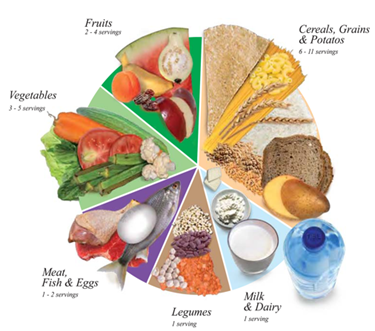 Fruits
2 - 4 servings
Cereals, Grains
& Potatos
6 - 11 servings
Vegetables
3 - 5 servings
Meat,
Fish & Eggs
1 - 2 servings
Legumes
1 serving
Milk
& Dairy
1 serving